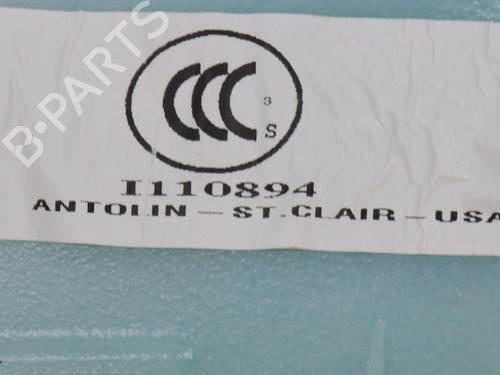 CCC
S
S
I110894
ANTOLIN - ST.CLAIR - USA
B-PARTS